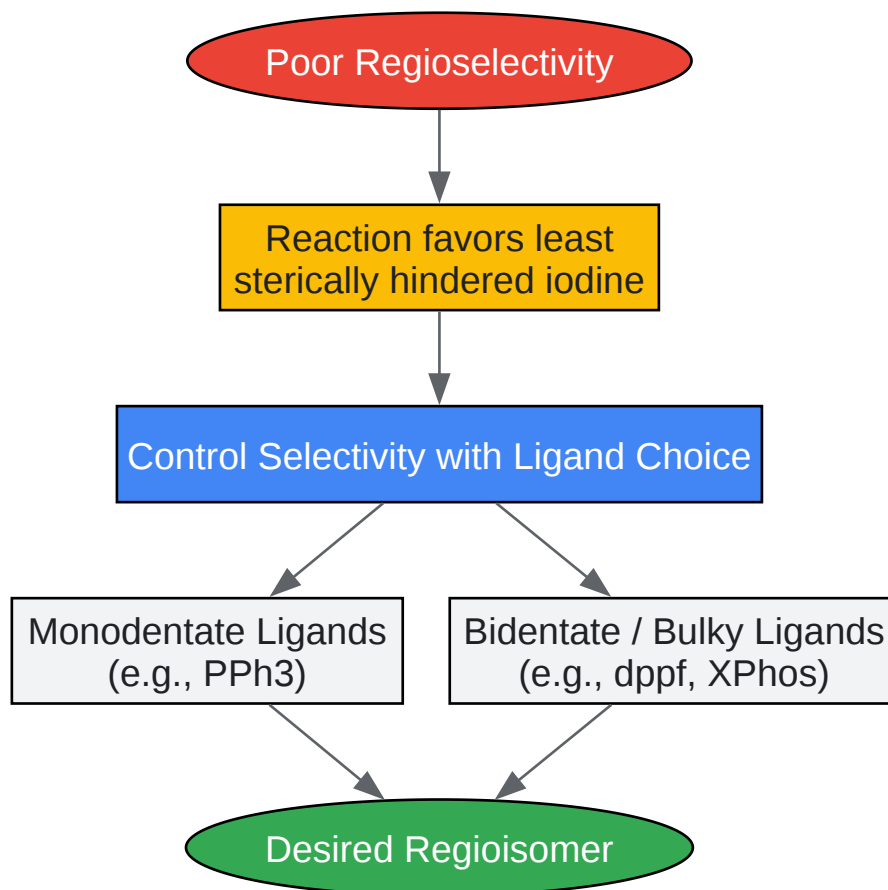 Poor Regioselectivity
Reaction favors least
sterically hindered iodine
Control Selectivity with Ligand Choice
Monodentate Ligands
(e.g., PPh3)
Bidentate / Bulky Ligands
(e.g., dppf, XPhos)
Desired Regioisomer